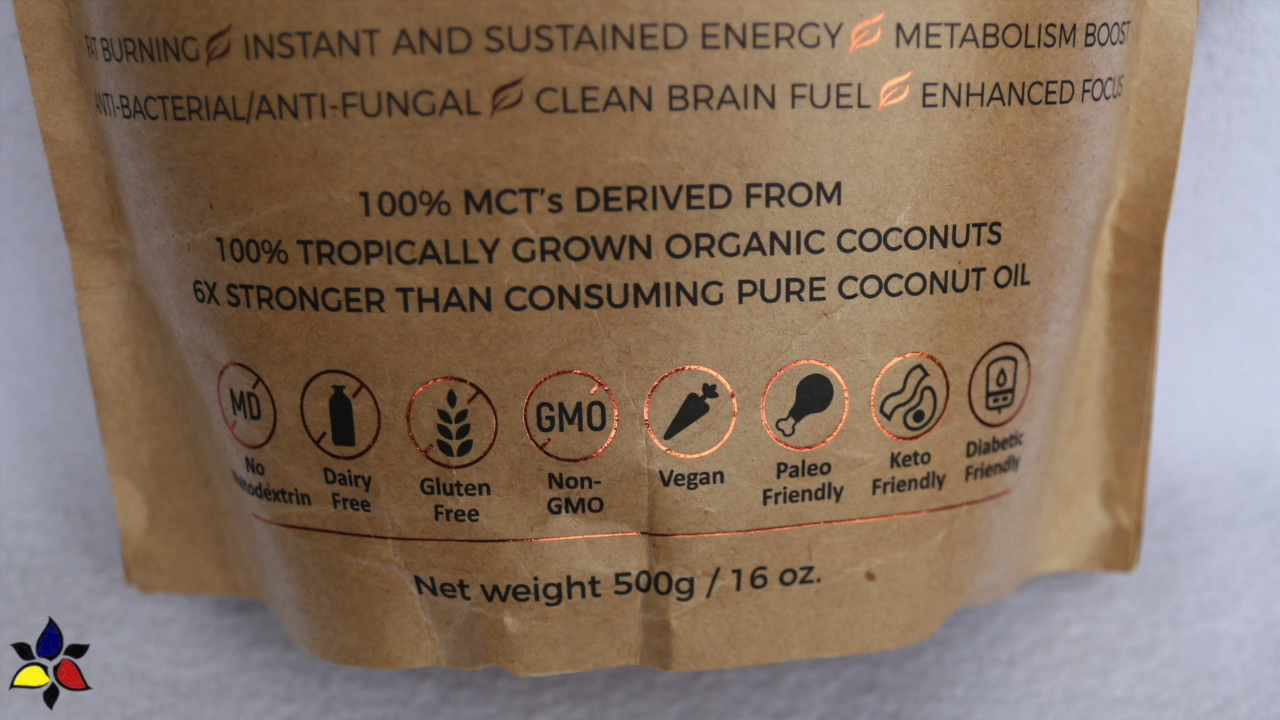 BURNING INSTANT AND SUSTAINED ENERGY METABOLISM BOOST
ANTI-BACTERIAL/ANTI-FUNGAL CLEAN BRAIN FUEL ENHANCED FOCUS
100% MCT's DERIVED FROM
100% TROPICALLY GROWN ORGANIC COCONUTS
6X STRONGER THAN CONSUMING PURE COCONUT OIL
MD
GMO
No
Dairy Free
Gluten Free
Non-GMO
Vegan
Paleo Friendly
Keto Friendly
Diabetic Friendly
Net weight 500g / 16 oz.